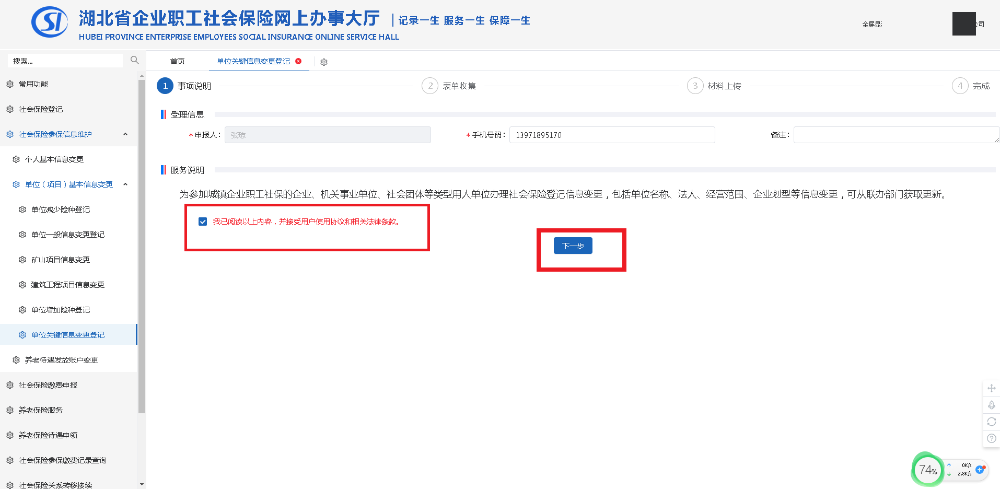 湖北省企业职工社会保险网上办事大厅 | 记录一生 服务一生 保障一生
HUBEI PROVINCE ENTERPRISE EMPLOYEES SOCIAL INSURANCE ONLINE SERVICE HALL
全屏显
公司
搜索...
首页
单位关键信息变更登记
常用功能
社会保险登记
社会保险参保信息维护
个人基本信息变更
单位（项目）基本信息变更
单位减少险种登记
单位一般信息变更登记
矿山项目信息变更
建筑工程项目信息变更
单位增加险种登记
单位关键信息变更登记
养老待遇发放账户变更
社会保险缴费申报
养老保险服务
养老保险待遇申领
社会保险参保缴费记录查询
社会保险关系转移接续
1 事项说明
2 表单收集
3 材料上传
4 完成
受理信息
*申报人： 张琼
*手机号码： 13971895170
备注：
服务说明
为参加城镇企业职工社保的企业、机关事业单位、社会团体等类型用人单位办理社会保险登记信息变更，包括单位名称、法人、经营范围、企业划型等信息变更，可从联办部门获取更新。
我已阅读以上内容，并接受用户使用协议和相关法律条款。
下一步
74%
0K/s
2.8K/s